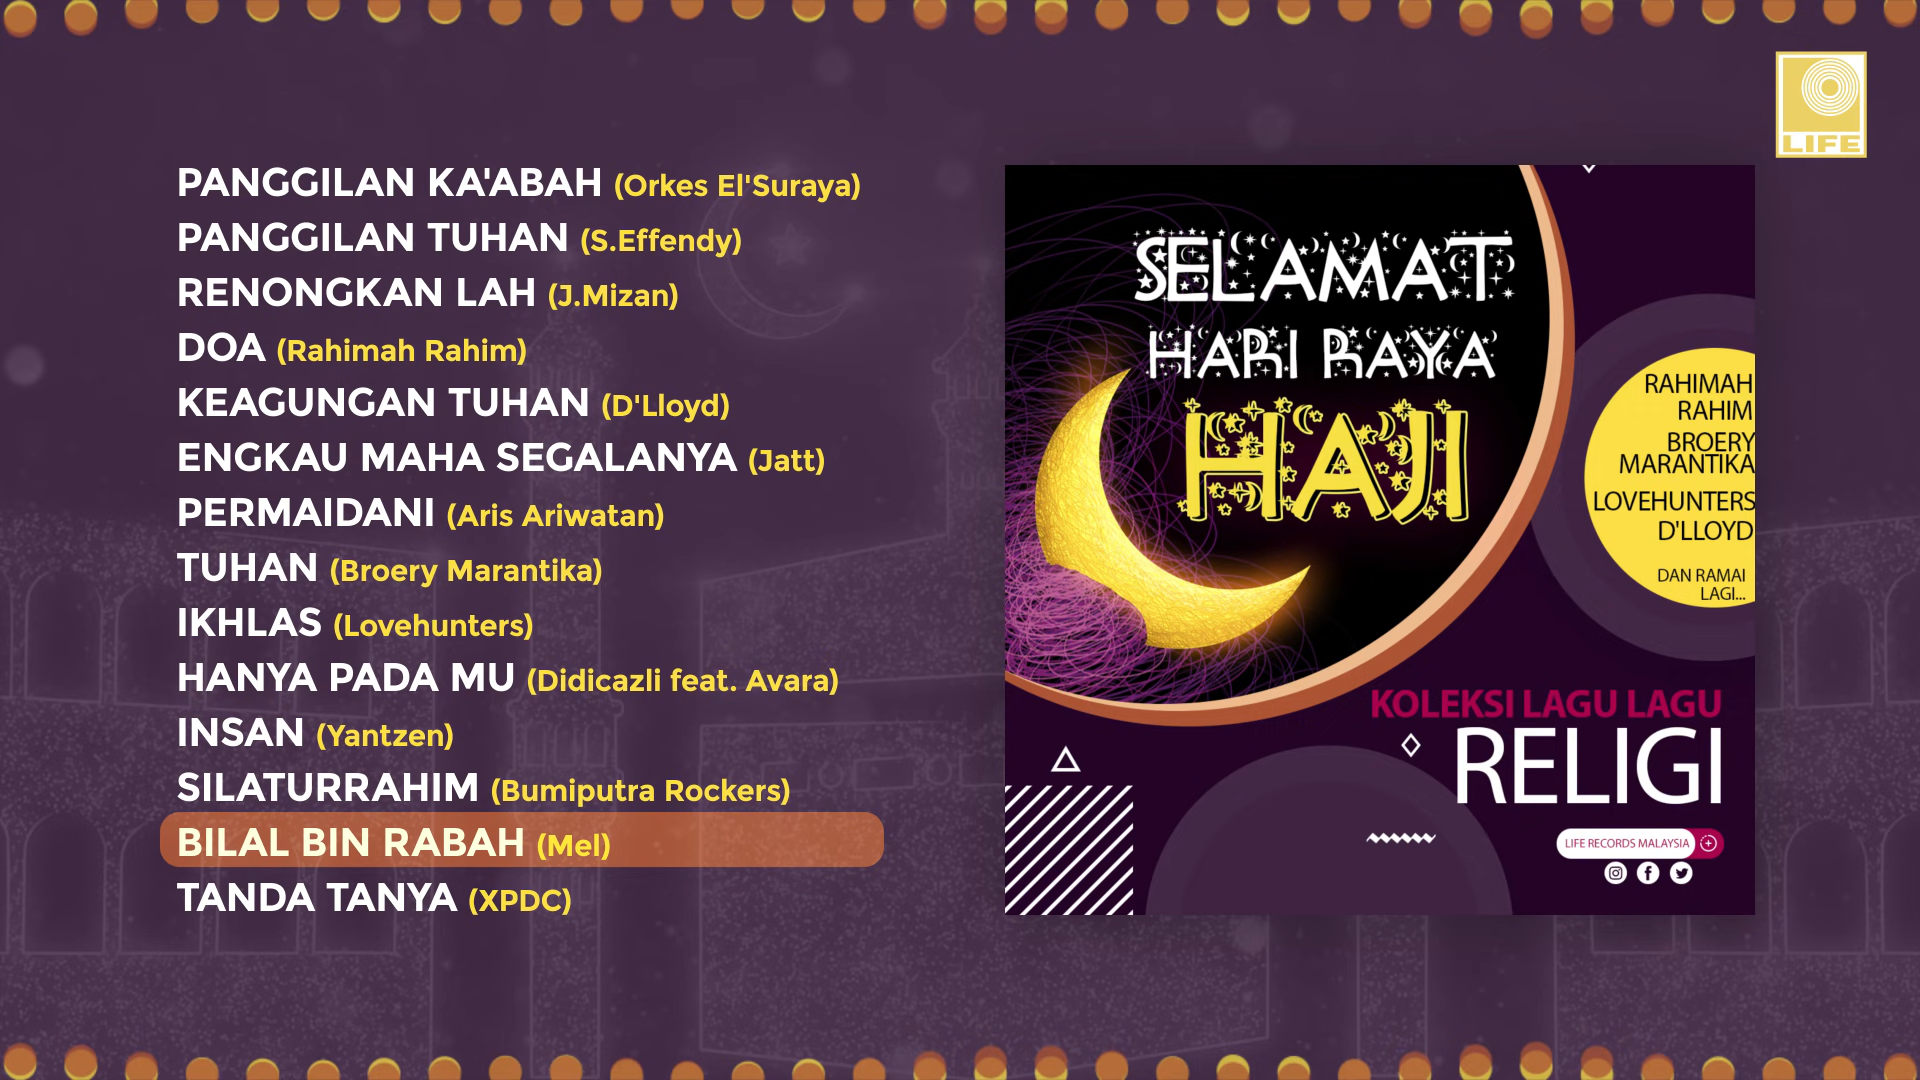 LIFE
PANGGILAN KA'ABAH (Orkes El'Suraya)
PANGGILAN TUHAN (S.Effendy)
RENONGKAN LAH (J.Mizan)
DOA (Rahimah Rahim)
KEAGUNGAN TUHAN (D'Lloyd)
ENGKAU MAHA SEGALANYA (Jatt)
PERMAIDANI (Aris Ariwatan)
TUHAN (Broery Marantika)
IKHLAS (Lovehunters)
HANYA PADA MU (Didicazli feat. Avara)
INSAN (Yantzen)
SILATURRAHIM (Bumiputra Rockers)
BILAL BIN RABAH (Mel)
TANDA TANYA (XPDC)
SELAMAT
HARI RAYA
HAJI
RAHIMAH
RAHIM
BROERY
MARANTIKA
LOVEHUNTERS
D'LLOYD
DAN RAMAI
LAGI...
KOLEKSI LAGU LAGU
RELIGI
LIFE RECORDS MALAYSIA